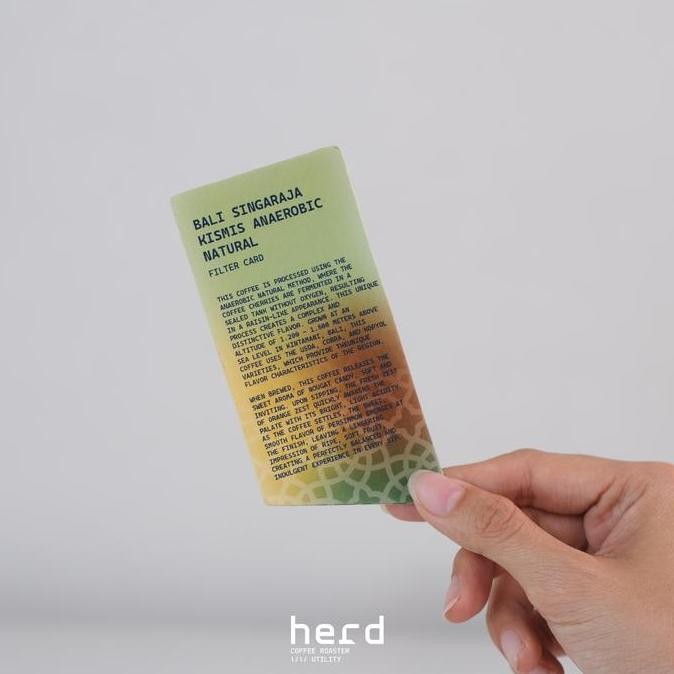 BALI SINGARAJA
KISMIS ANAEROBIC
NATURAL
FILTER CARD
THIS COFFEE IS PROCESSED USING THE
ANAEROBIC NATURAL METHOD, WHERE THE
COFFEE CHERRIES ARE FERMENTED IN A
SEALED TANK WITHOUT OXYGEN, RESULTING
IN A RAISIN-LIKE APPEARANCE. THIS UNIQUE
PROCESS CREATES A COMPLEX AND
DISTINCTIVE FLAVOR. GROWN AT AN
ALTITUDE OF 1.200 - 1.500 METERS ABOVE
SEA LEVEL IN KINTAMANI, BALI, THIS
COFFEE USES THE USDA, COBRA, AND KOPYOL
VARIETIES, WHICH PROVIDE THEUNIQUE
FLAVOR CHARACTERISTICS OF THE REGION.
WHEN BREWED, THIS COFFEE RELEASES THE
SWEET AROMA OF NOUGAT CANDY, SOFT AND
INVITING. UPON SIPPING, THE FRESH ZEST
OF ORANGE ZEST QUICKLY AWAKENS THE
PALATE WITH ITS BRIGHT, LIGHT ACIDITY.
AS THE COFFEE SETTLES, THE SWEET,
SMOOTH FLAVOR OF PERSIMMON EMERGES AT
THE FINISH, LEAVING A LINGERING
IMPRESSION OF RIPE, SOFT FRUIT,
CREATING A PERFECTLY BALANCED AND
INDULGENT EXPERIENCE IN EVERY SIP.
herd
COFFEE ROASTER
\/\/ UTILITY